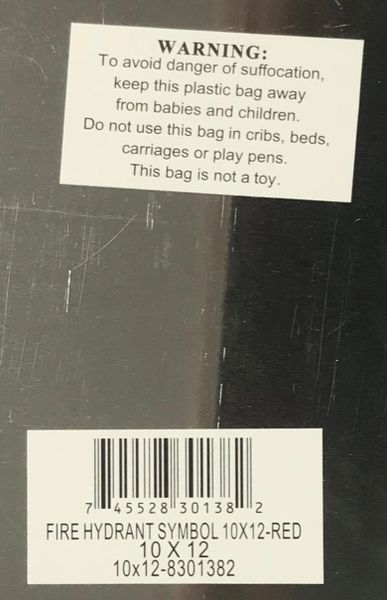 WARNING:
To avoid danger of suffocation,
keep this plastic bag away
from babies and children.
Do not use this bag in cribs, beds,
carriages or play pens.
This bag is not a toy.
7 45528 30138 2
FIRE HYDRANT SYMBOL 10X12-RED
10 X 12
10x12-8301382